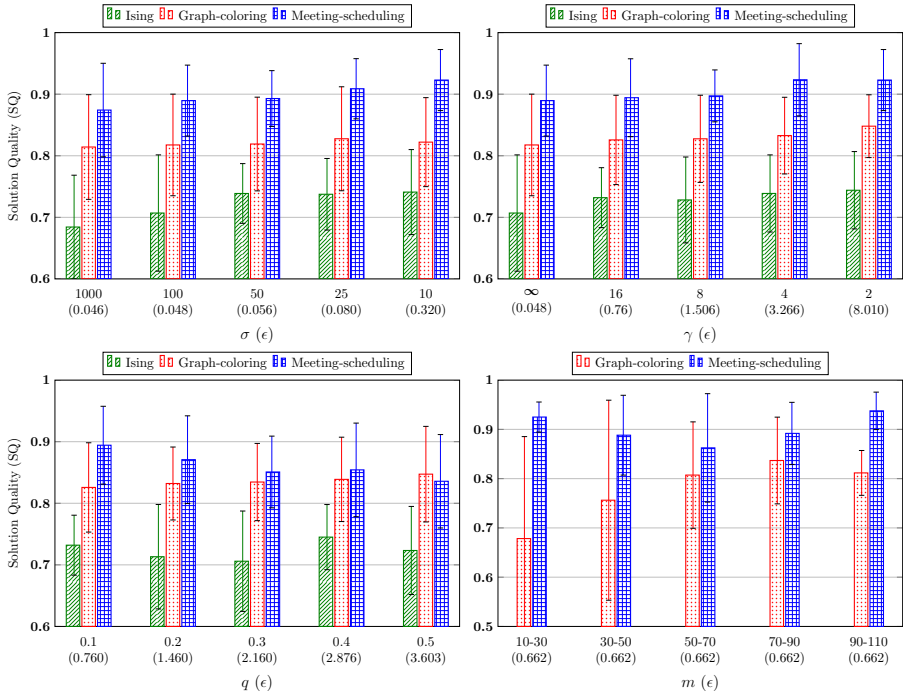 Ising Graph-coloring Meeting-scheduling
1
0.9
0.8
0.7
0.6
Solution Quality (SQ)
1000 100 50 25 10
(0.046) (0.048) (0.056) (0.080) (0.320)
σ (ϵ)
Ising Graph-coloring Meeting-scheduling
1
0.9
0.8
0.7
0.6
∞ 16 8 4 2
(0.048) (0.76) (1.506) (3.266) (8.010)
γ (ϵ)
Ising Graph-coloring Meeting-scheduling
1
0.9
0.8
0.7
0.6
Solution Quality (SQ)
0.1 0.2 0.3 0.4 0.5
(0.760) (1.460) (2.160) (2.876) (3.603)
q (ϵ)
Graph-coloring Meeting-scheduling
1
0.9
0.8
0.7
0.6
0.5
10-30 30-50 50-70 70-90 90-110
(0.662) (0.662) (0.662) (0.662) (0.662)
m (ϵ)